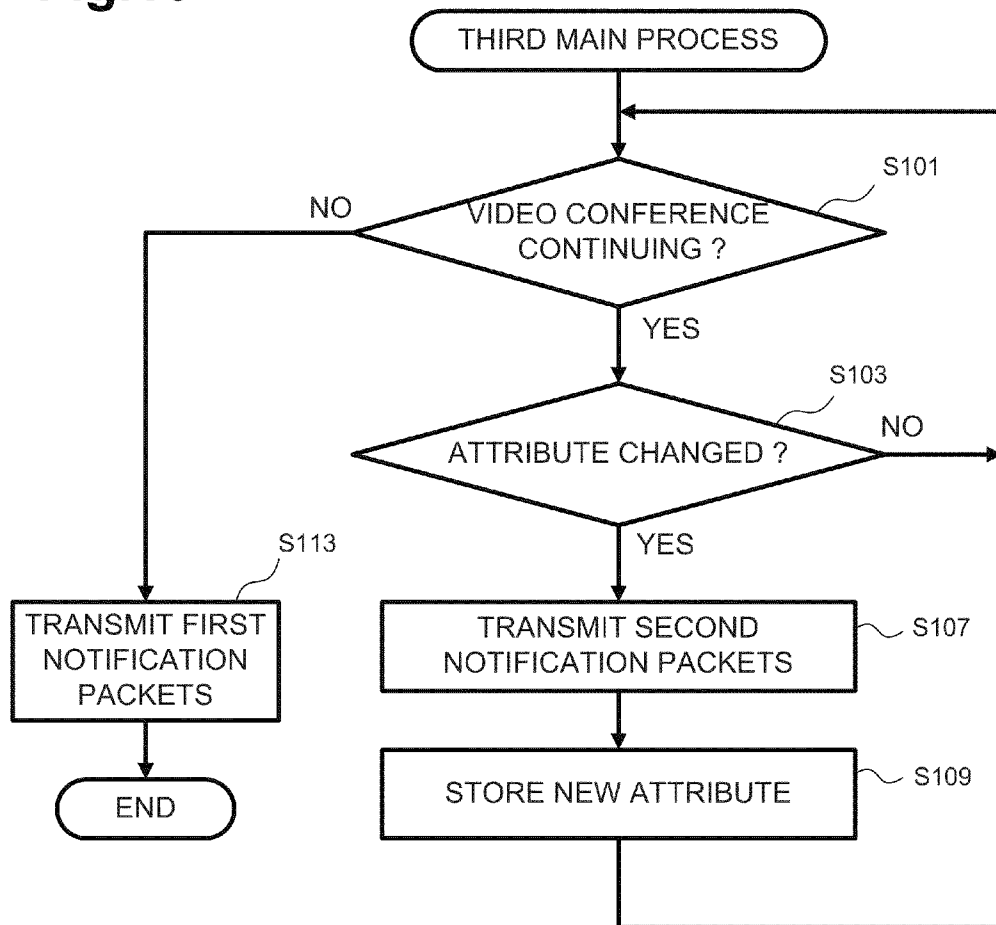 THIRD MAIN PROCESS
S101
NO
VIDEO CONFERENCE
CONTINUING ?
YES
S103
NO
ATTRIBUTE CHANGED ?
YES
S113
TRANSMIT FIRST
NOTIFICATION
PACKETS
TRANSMIT SECOND
NOTIFICATION PACKETS
S107
STORE NEW ATTRIBUTE
S109
END